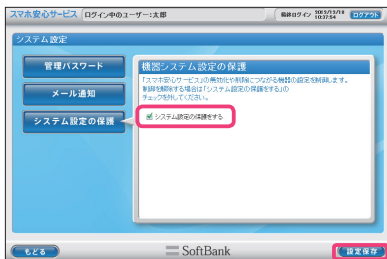 スマホ安心サービス ログイン中のユーザー:太郎 最終ログイン 2013/12/18 10:37:54 ログアウト
システム設定
管理パスワード
メール通知
システム設定の保護
機器システム設定の保護
「スマホ安心サービス」の無効化や削除につながる機器の設定を制御します。
制御を解除する場合は「システム設定の保護をする」の
チェックを外してください。
システム設定の保護をする
もどる SoftBank 設定保存